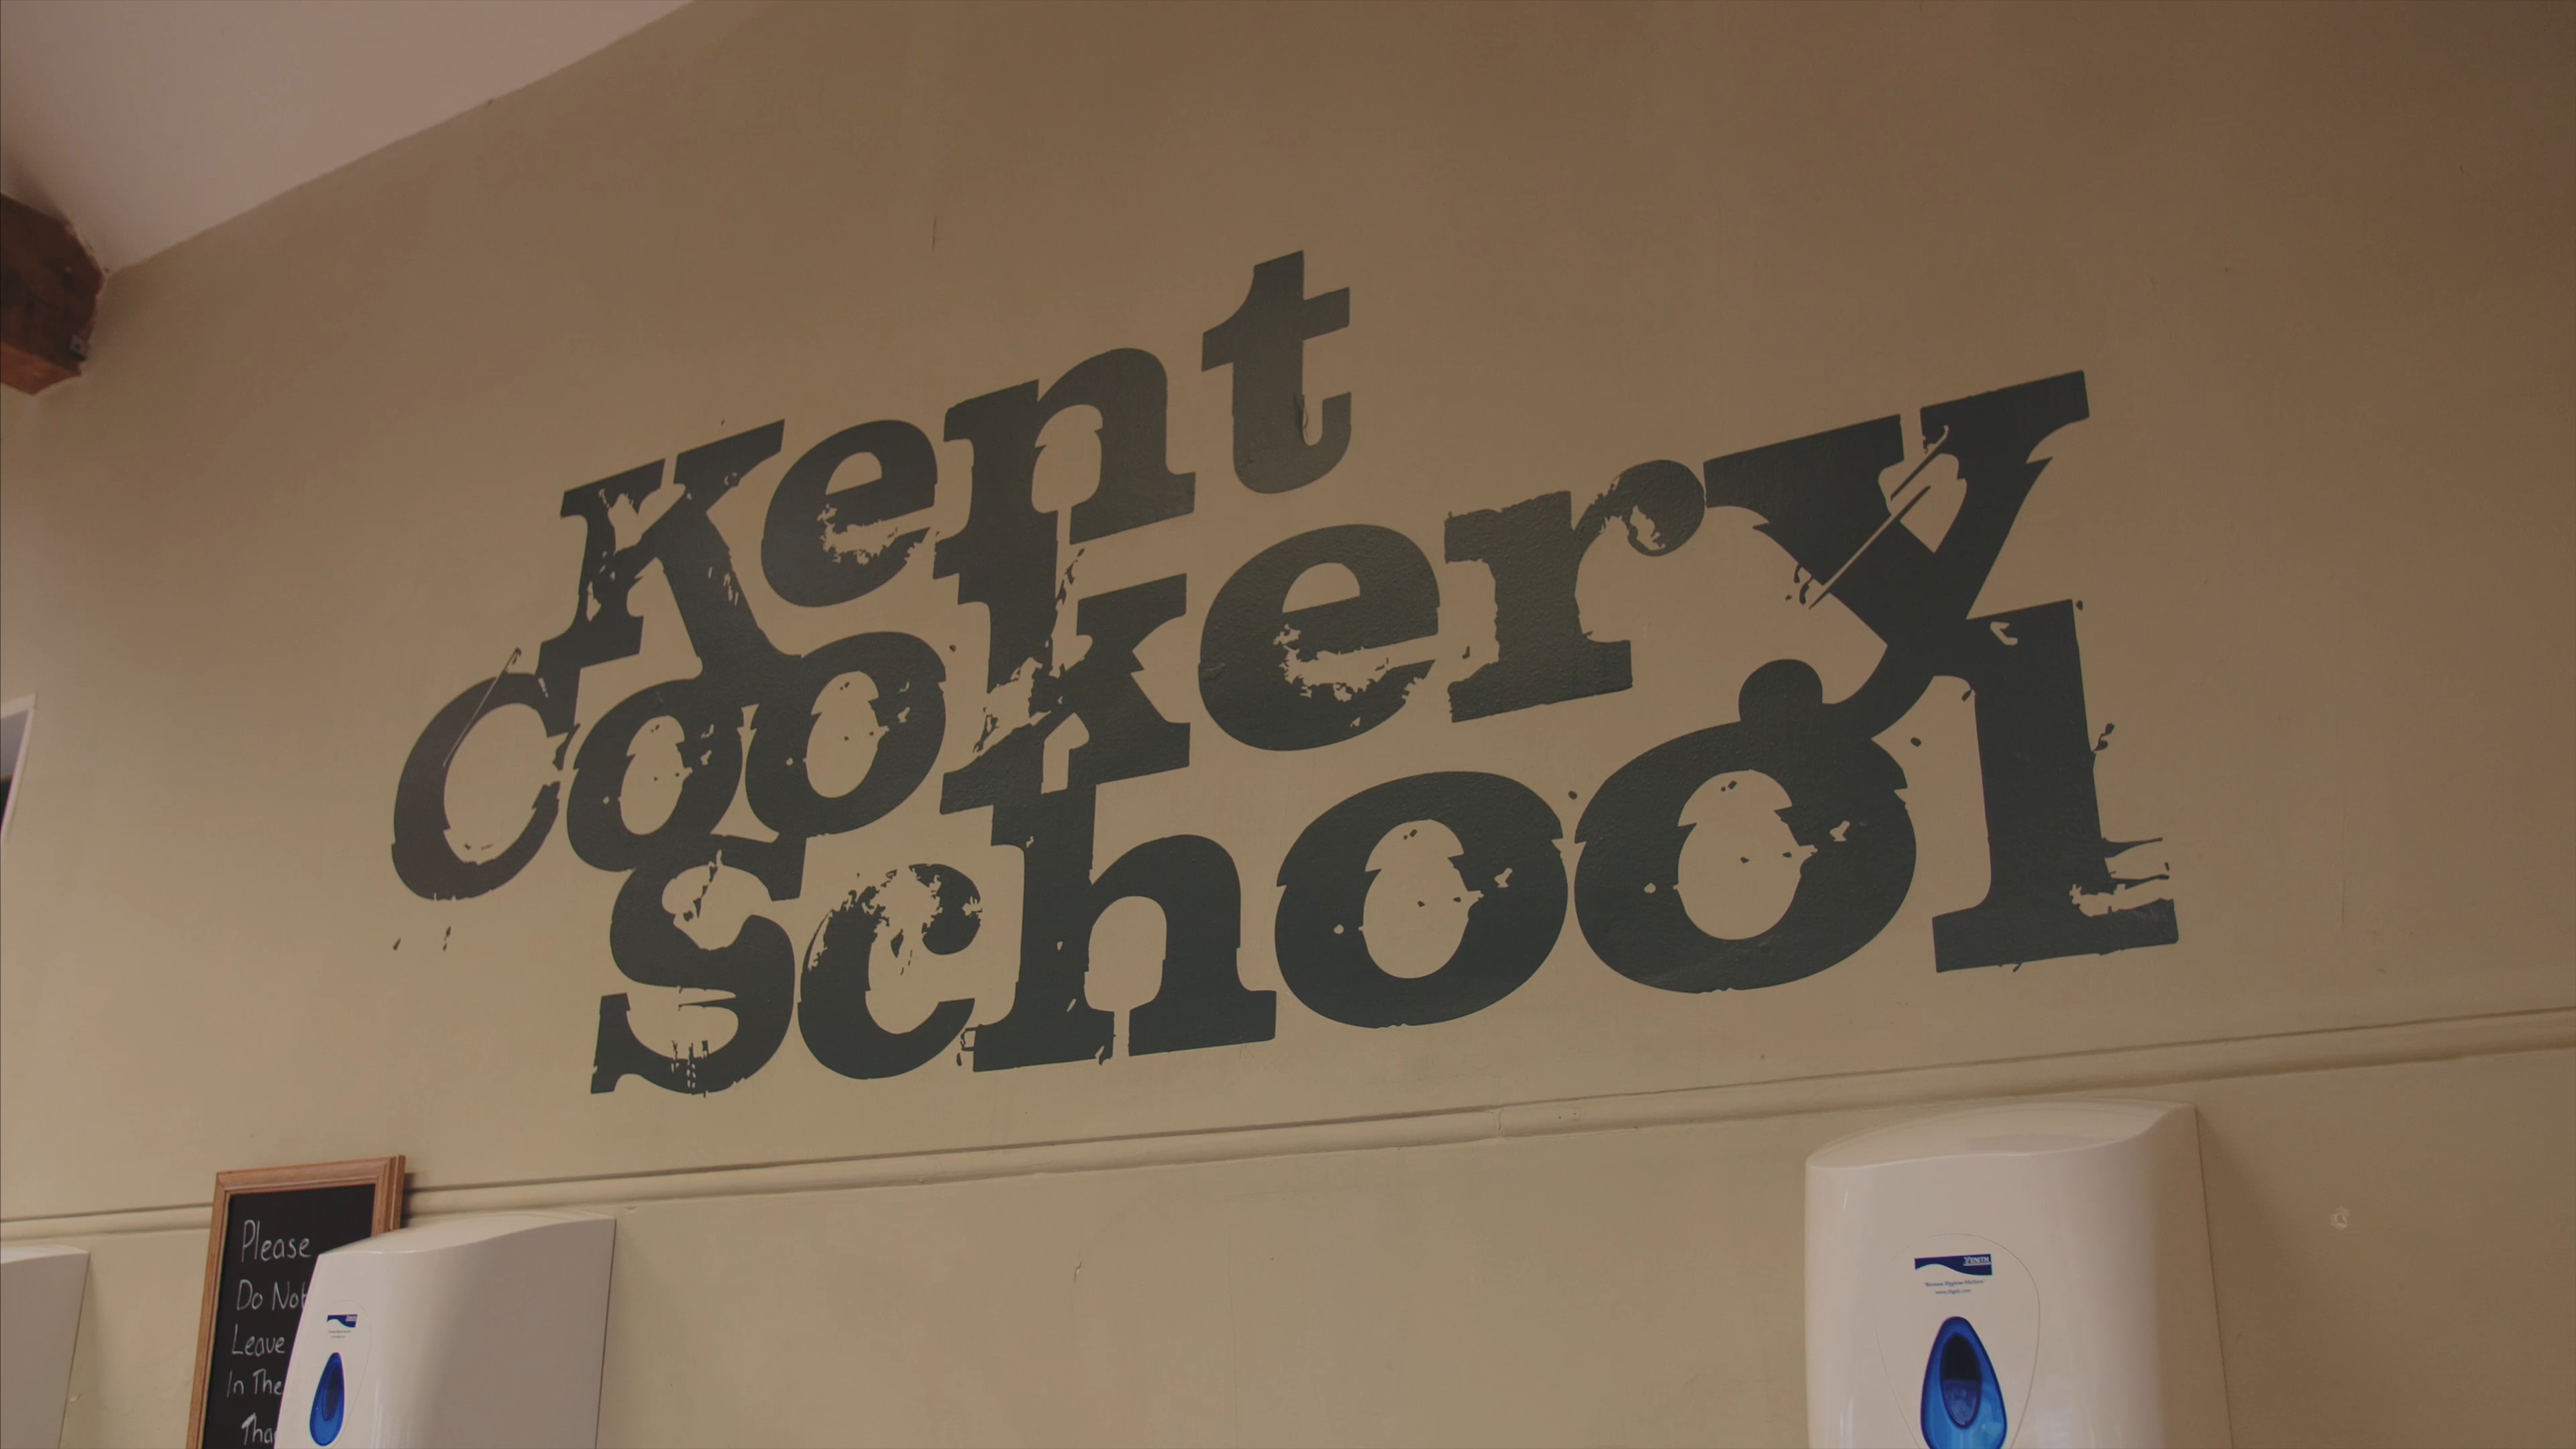 Kent
Cookery
School
Please
Do Not
Leave
In The